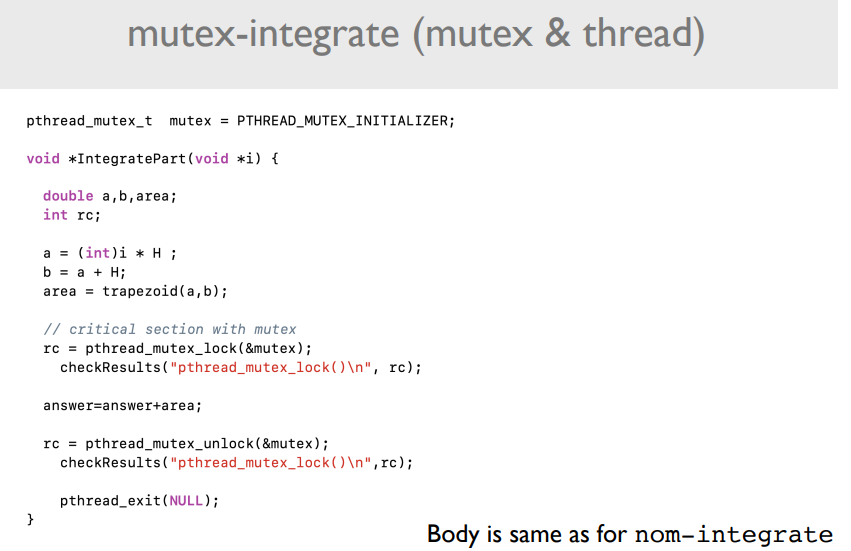 mutex-integrate (mutex & thread)
pthread_mutex_t  mutex = PTHREAD_MUTEX_INITIALIZER;
void *IntegratePart(void *i) {
double a,b,area;
int rc;
a = (int)i * H ;
b = a + H;
area = trapezoid(a,b);
// critical section with mutex
rc = pthread_mutex_lock(&mutex);
checkResults("pthread_mutex_lock()\n", rc);
answer=answer+area;
rc = pthread_mutex_unlock(&mutex);
checkResults("pthread_mutex_lock()\n",rc);
pthread_exit(NULL);
}
Body is same as for nom-integrate